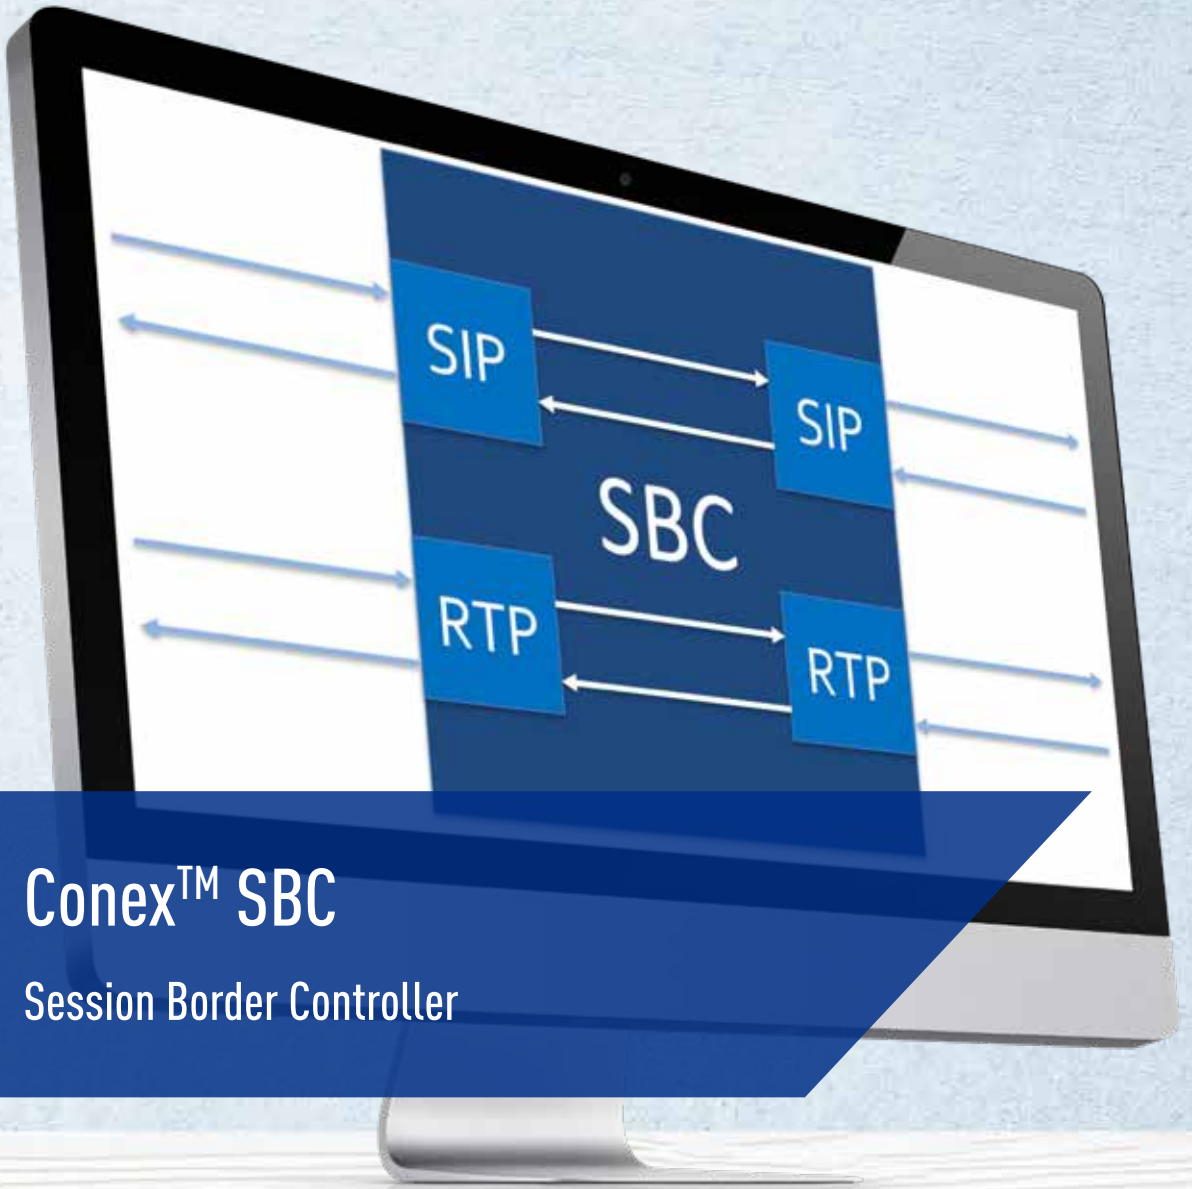 SIP
SIP
SBC
RTP
RTP
Conex™ SBC
Session Border Controller